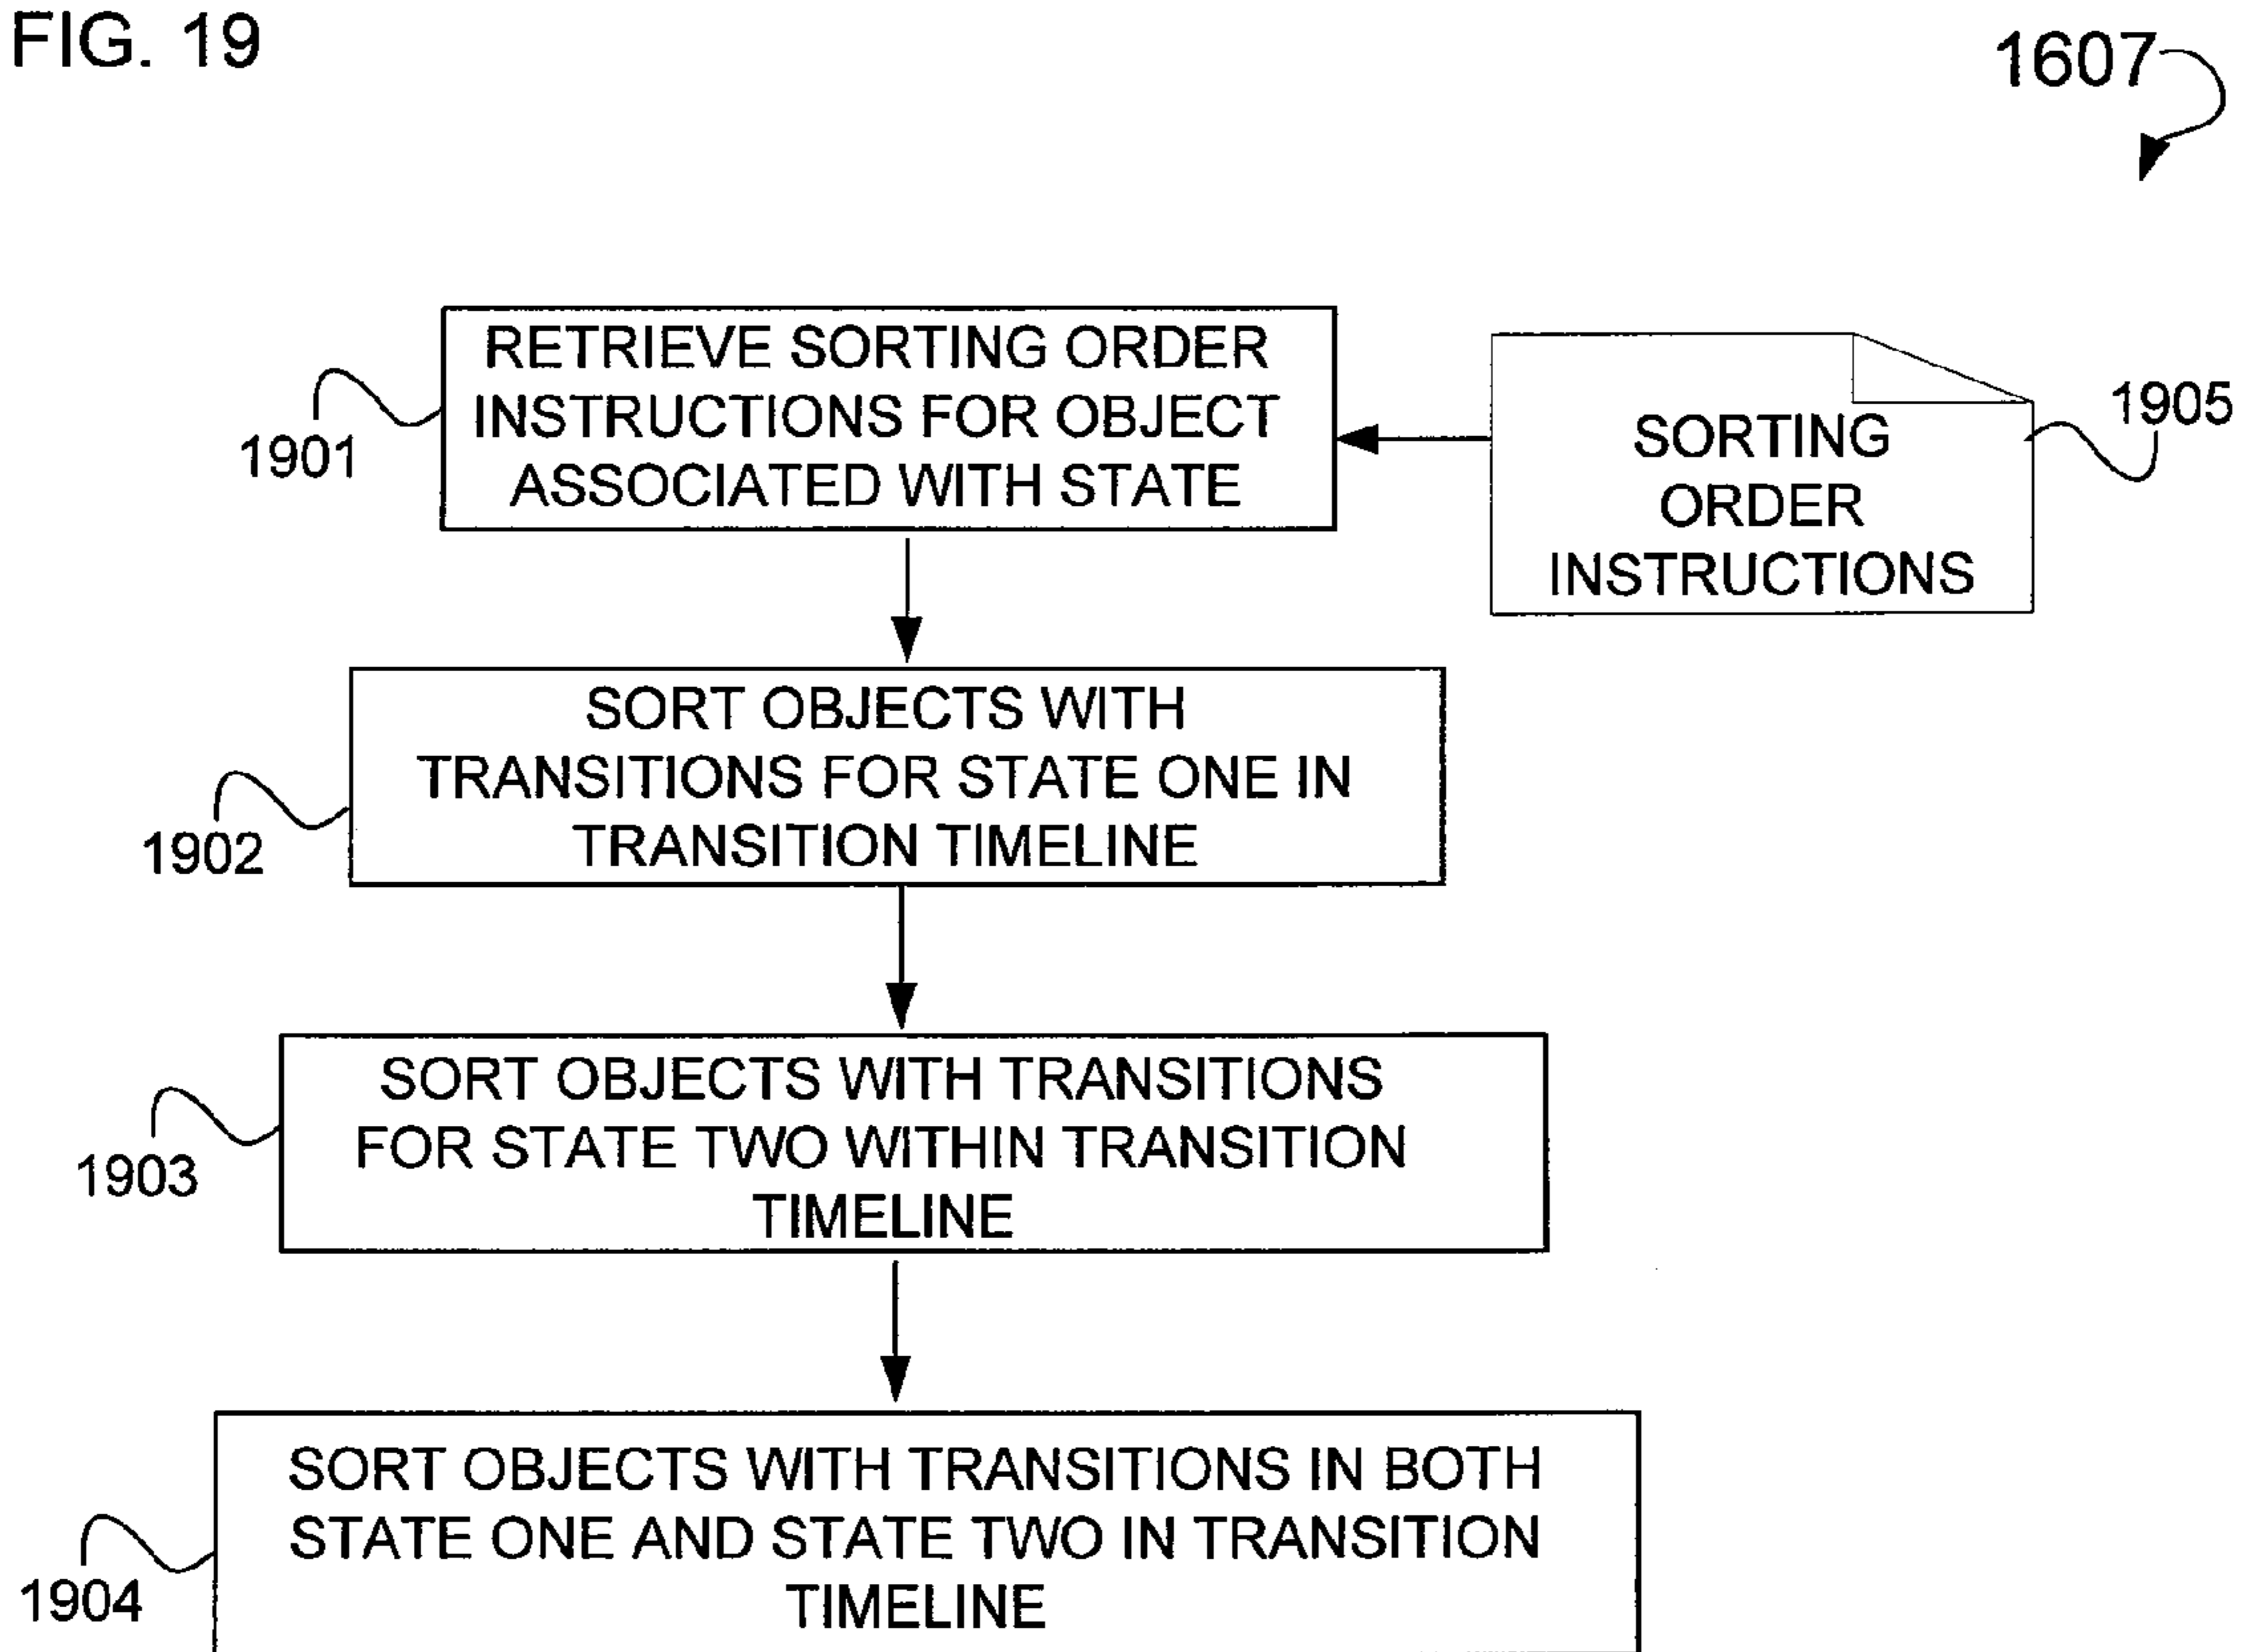 FIG. 19
1607
RETRIEVE SORTING ORDER
INSTRUCTIONS FOR OBJECT
ASSOCIATED WITH STATE
1901
SORTING
ORDER
INSTRUCTIONS
1905
SORT OBJECTS WITH
TRANSITIONS FOR STATE ONE IN
TRANSITION TIMELINE
1902
SORT OBJECTS WITH TRANSITIONS
FOR STATE TWO WITHIN TRANSITION
TIMELINE
1903
SORT OBJECTS WITH TRANSITIONS IN BOTH
STATE ONE AND STATE TWO IN TRANSITION
TIMELINE
1904